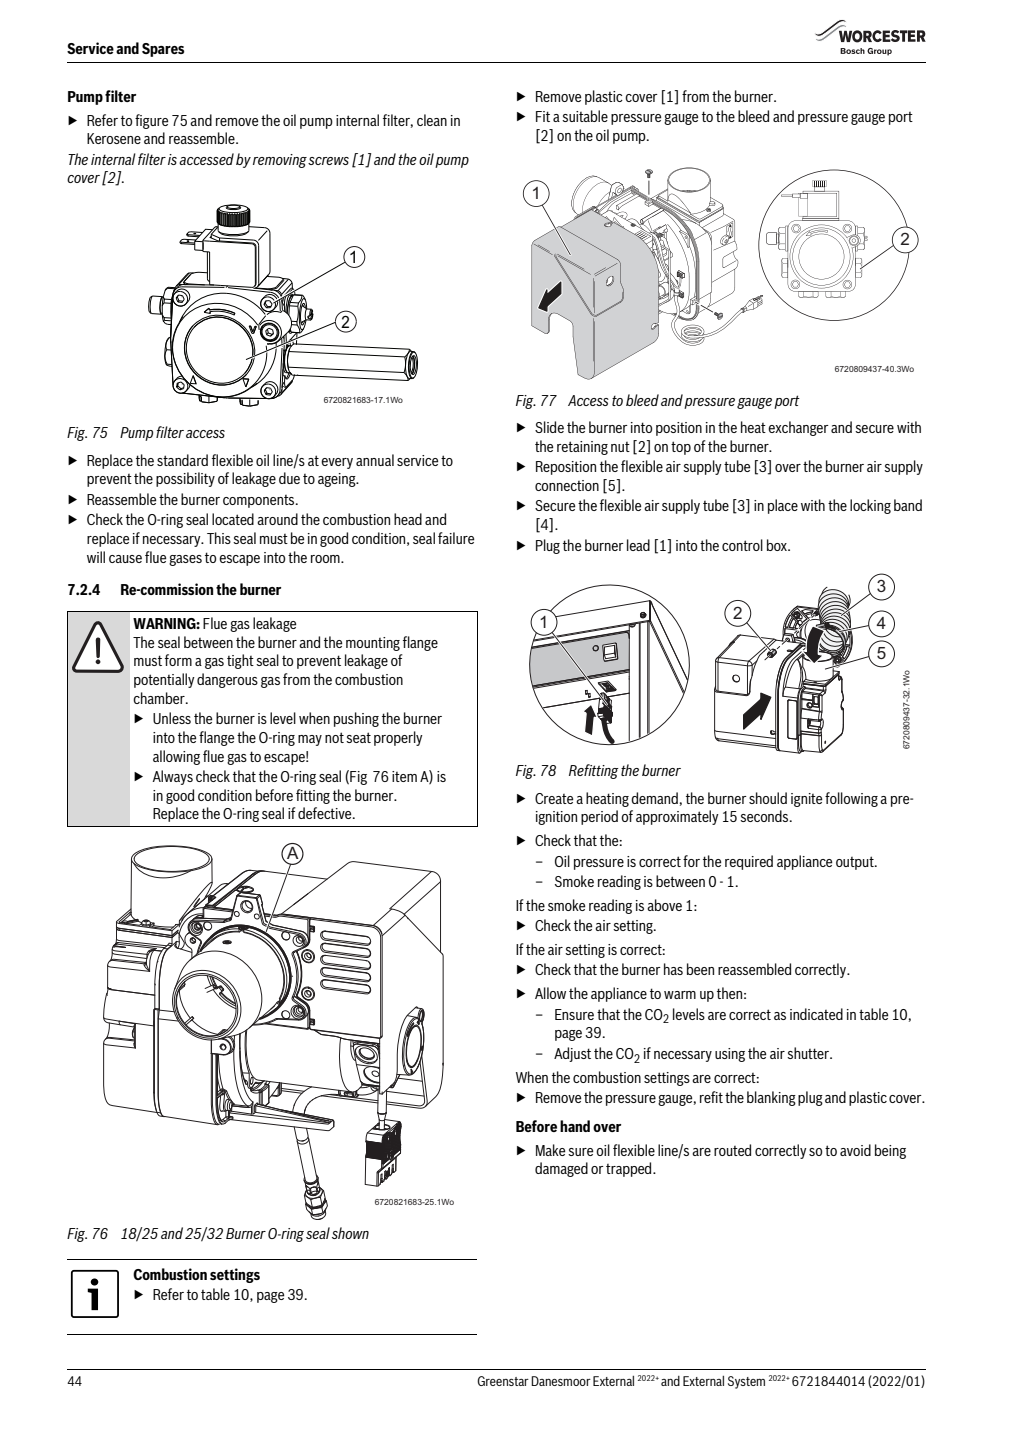 Service and Spares
WORCESTER
Bosch Group
Pump filter
▶ Refer to figure 75 and remove the oil pump internal filter, clean in
Kerosene and reassemble.
The internal filter is accessed by removing screws [1] and the oil pump
cover [2].
1
2
6720821683-17.1Wo
Fig. 75 Pump filter access
▶ Replace the standard flexible oil line/s at every annual service to
prevent the possibility of leakage due to ageing.
▶ Reassemble the burner components.
▶ Check the O-ring seal located around the combustion head and
replace if necessary. This seal must be in good condition, seal failure
will cause flue gases to escape into the room.
7.2.4 Re-commission the burner
WARNING: Flue gas leakage
The seal between the burner and the mounting flange
must form a gas tight seal to prevent leakage of
potentially dangerous gas from the combustion
chamber.
▶ Unless the burner is level when pushing the burner
into the flange the O-ring may not seat properly
allowing flue gas to escape!
▶ Always check that the O-ring seal (Fig 76 item A) is
in good condition before fitting the burner.
Replace the O-ring seal if defective.
A
6720821683-25.1Wo
Fig. 76 18/25 and 25/32 Burner O-ring seal shown
Combustion settings
▶ Refer to table 10, page 39.
▶ Remove plastic cover [1] from the burner.
▶ Fit a suitable pressure gauge to the bleed and pressure gauge port
[2] on the oil pump.
1
2
6720809437-40.3Wo
Fig. 77 Access to bleed and pressure gauge port
▶ Slide the burner into position in the heat exchanger and secure with
the retaining nut [2] on top of the burner.
▶ Reposition the flexible air supply tube [3] over the burner air supply
connection [5].
▶ Secure the flexible air supply tube [3] in place with the locking band
[4].
▶ Plug the burner lead [1] into the control box.
1
2
3
4
5
6720809437-32.1Wo
Fig. 78 Refitting the burner
▶ Create a heating demand, the burner should ignite following a pre-
ignition period of approximately 15 seconds.
▶ Check that the:
– Oil pressure is correct for the required appliance output.
– Smoke reading is between 0 - 1.
If the smoke reading is above 1:
▶ Check the air setting.
If the air setting is correct:
▶ Check that the burner has been reassembled correctly.
▶ Allow the appliance to warm up then:
– Ensure that the CO2 levels are correct as indicated in table 10,
page 39.
– Adjust the CO2 if necessary using the air shutter.
When the combustion settings are correct:
▶ Remove the pressure gauge, refit the blanking plug and plastic cover.
Before hand over
▶ Make sure oil flexible line/s are routed correctly so to avoid being
damaged or trapped.
44
Greenstar Danesmoor External 2022+ and External System 2022+ 6721844014 (2022/01)